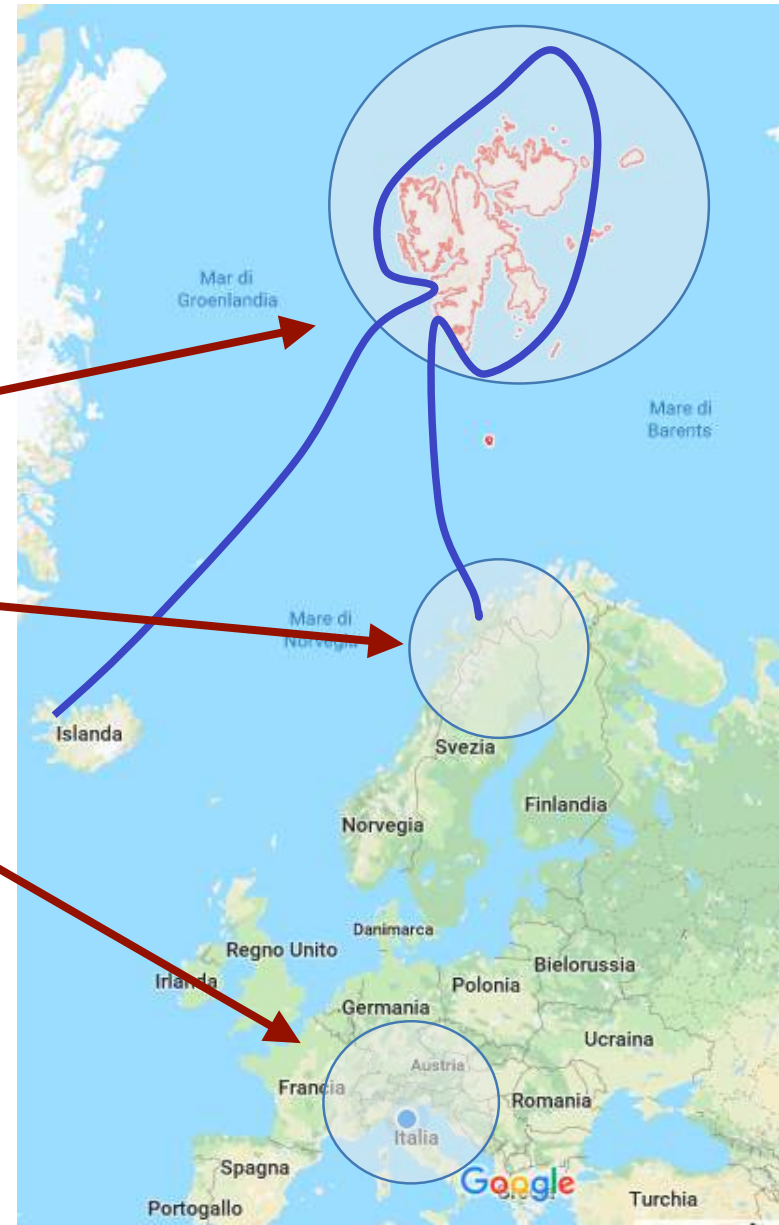 Mar di
Groenlandia
Mare di
Barents
Mare di
Norvegia
Islanda
Svezia
Finlandia
Norvegia
Danimarca
Regno Unito
Bielorussia
Irlanda
Polonia
Germania
Ucraina
Austria
Francia
Romania
Italia
Spagna
Google
Turchia
Portogallo